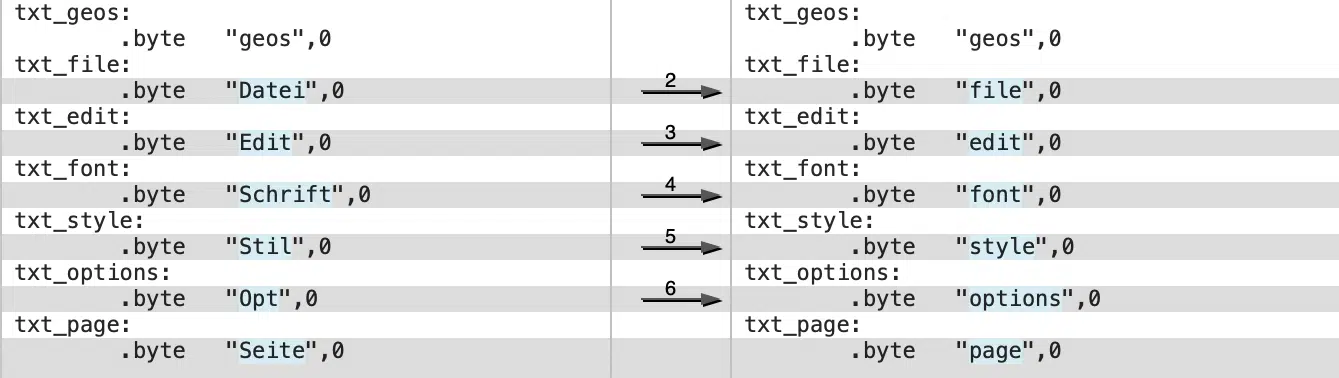 txt_geos:
.byte "geos",0
txt_file:
.byte "Datei",0
txt_edit:
.byte "Edit",0
txt_font:
.byte "Schrift",0
txt_style:
.byte "Stil",0
txt_options:
.byte "Opt",0
txt_page:
.byte "Seite",0
2
3
4
5
6
txt_geos:
.byte "geos",0
txt_file:
.byte "file",0
txt_edit:
.byte "edit",0
txt_font:
.byte "font",0
txt_style:
.byte "style",0
txt_options:
.byte "options",0
txt_page:
.byte "page",0